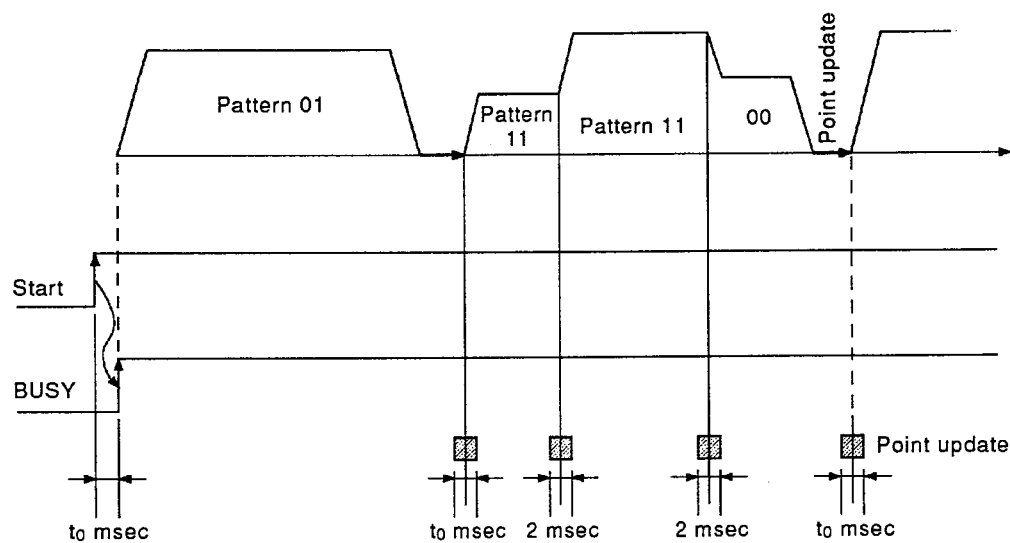 Pattern 01
Pattern
11
Pattern 11
00
Point update
Start
BUSY
Point update
t0 msec
t0 msec
2 msec
2 msec
t0 msec